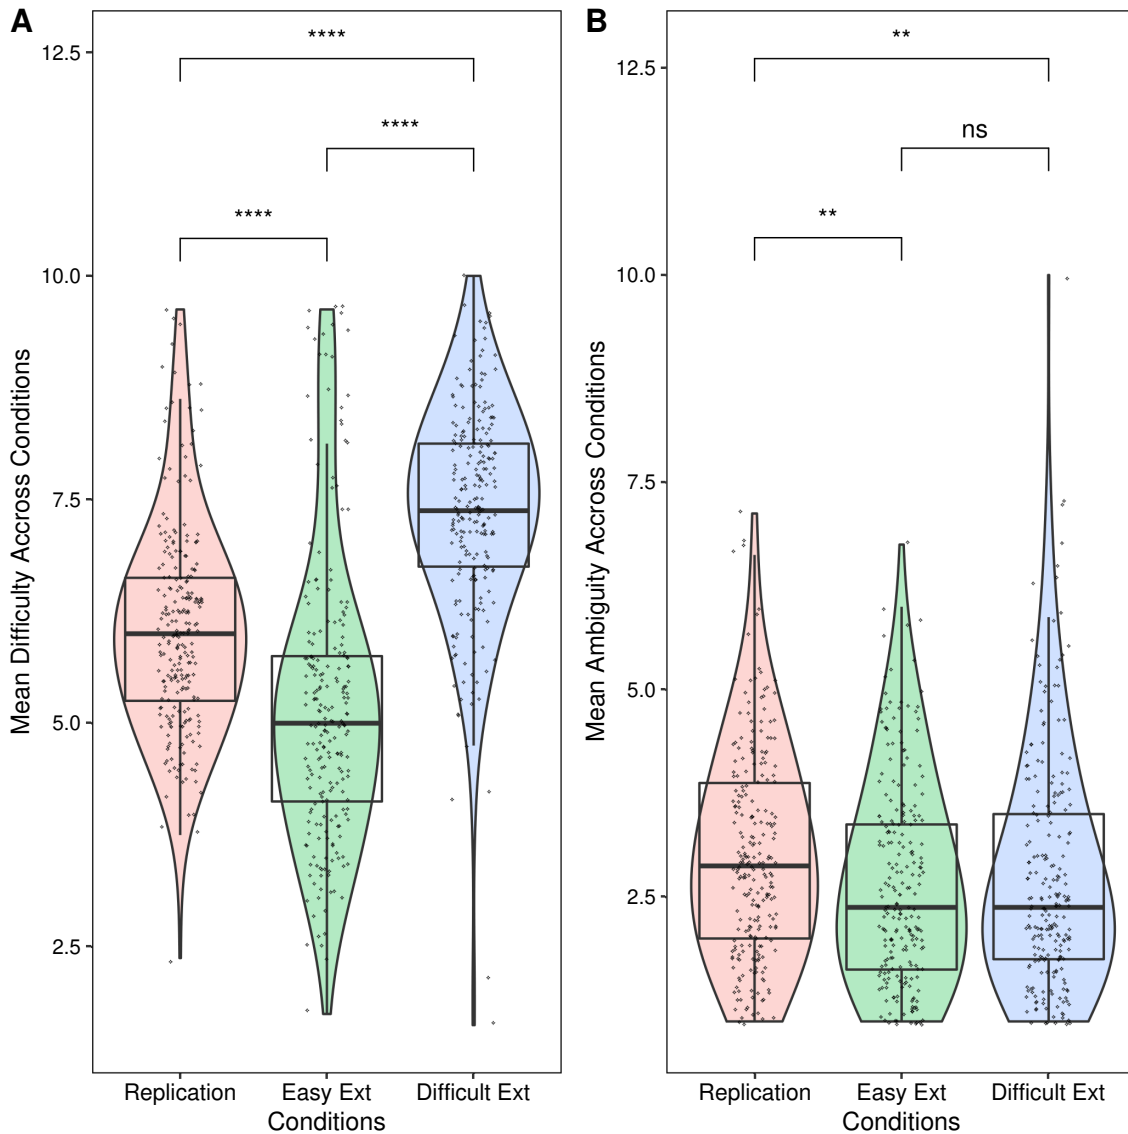 A
Mean Difficulty Accross Conditions
12.5
10.0
7.5
5.0
2.5
****
****
****
Replication
Easy Ext
Difficult Ext
Conditions
B
Mean Ambiguity Accross Conditions
12.5
10.0
7.5
5.0
2.5
**
ns
**
Replication
Easy Ext
Difficult Ext
Conditions